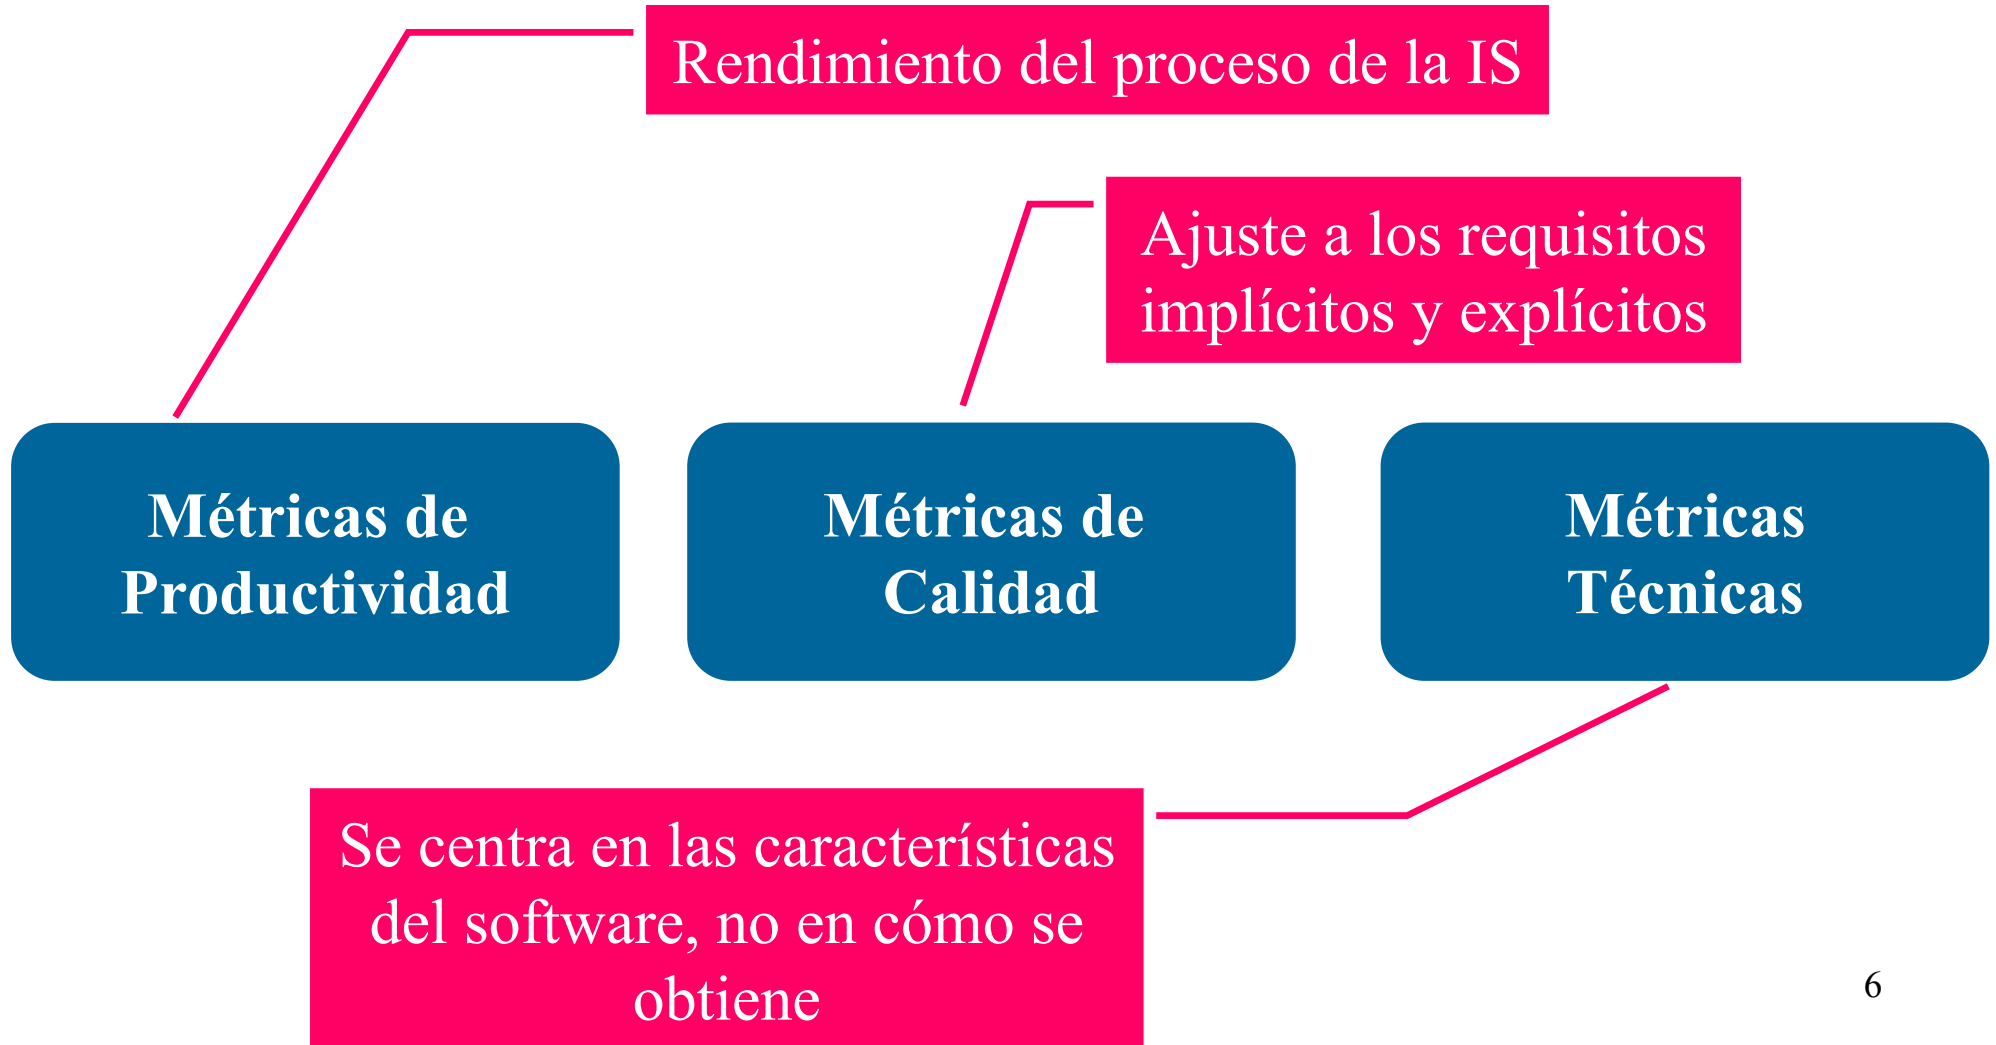 Rendimiento del proceso de la IS
Ajuste a los requisitos
implícitos y explícitos
Métricas de
Productividad
Métricas de
Calidad
Métricas
Técnicas
Se centra en las características
del software, no en cómo se
obtiene
6